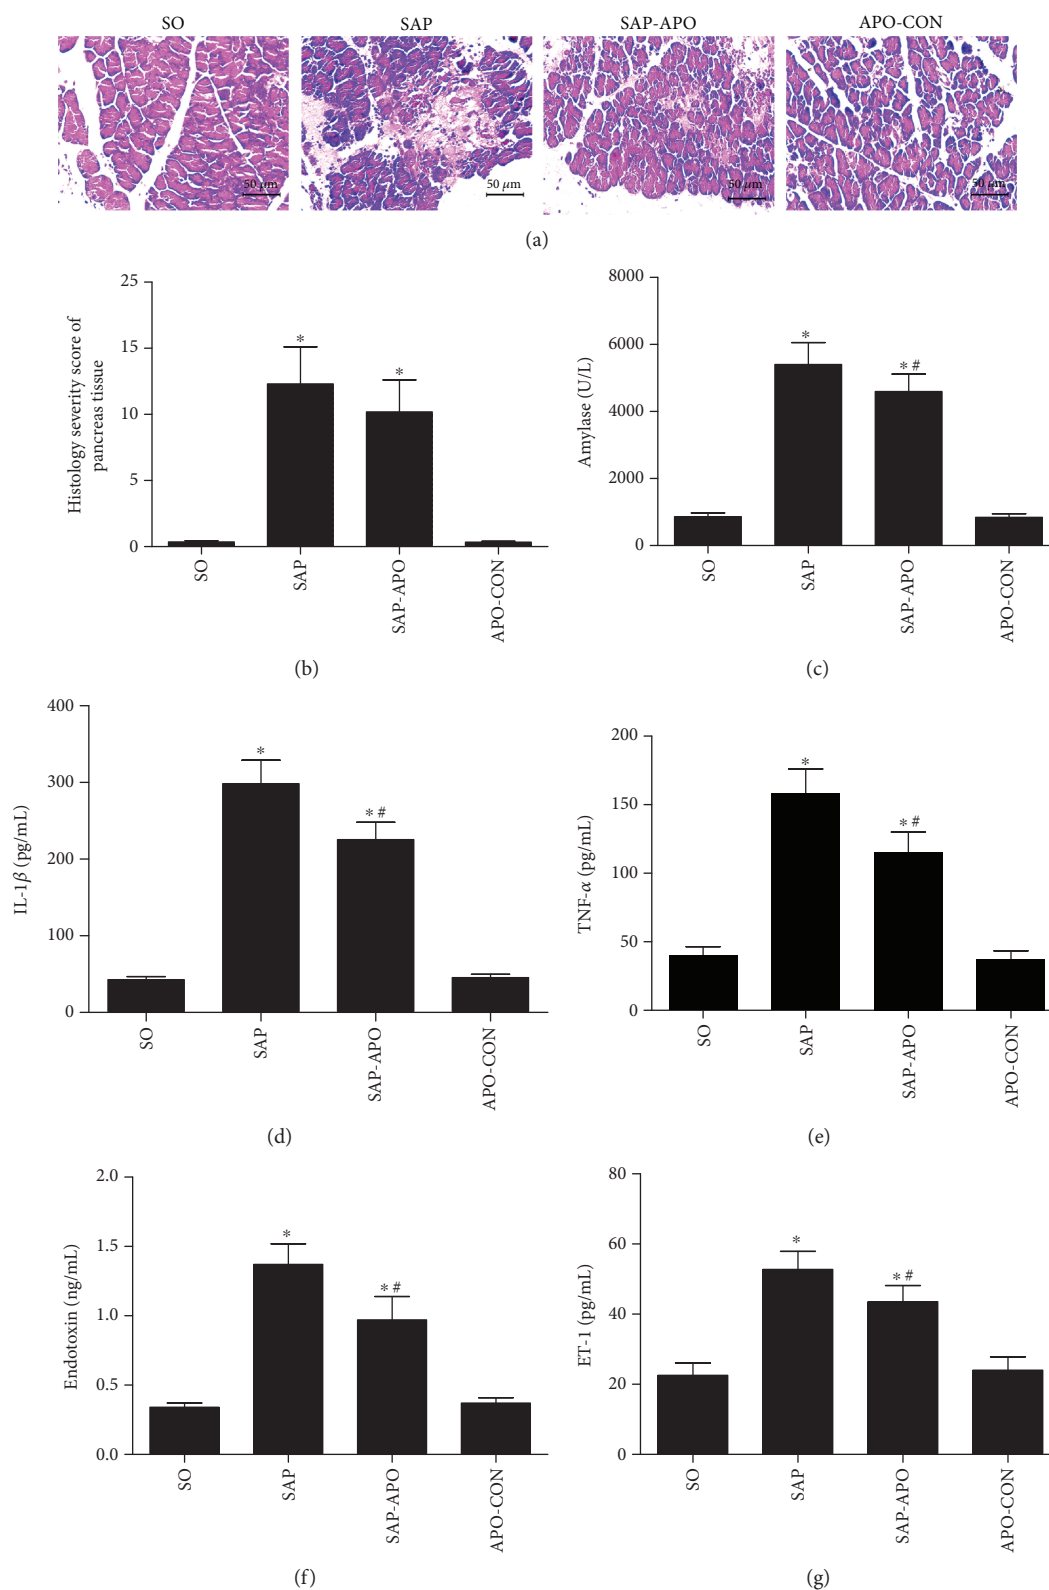 SO SAP SAP-APO APO-CON
50 μm 50 μm 50 μm 50 μm
(a)
Histology severity score of
pancreas tissue
25
15
10
5
0
* *
SO SAP SAP-APO APO-CON
(b)
Amylase (U/L)
8000
6000
4000
2000
0
* * #
SO SAP SAP-APO APO-CON
(c)
IL-1β (pg/mL)
400
300
200
100
0
* * #
SO SAP SAP-APO APO-CON
(d)
TNF-α (pg/mL)
200
150
100
50
0
* * #
SO SAP SAP-APO APO-CON
(e)
Endotoxin (ng/mL)
2.0
1.5
1.0
0.5
0.0
* * #
SO SAP SAP-APO APO-CON
(f)
ET-1 (pg/mL)
80
60
40
20
0
* * #
SO SAP SAP-APO APO-CON
(g)